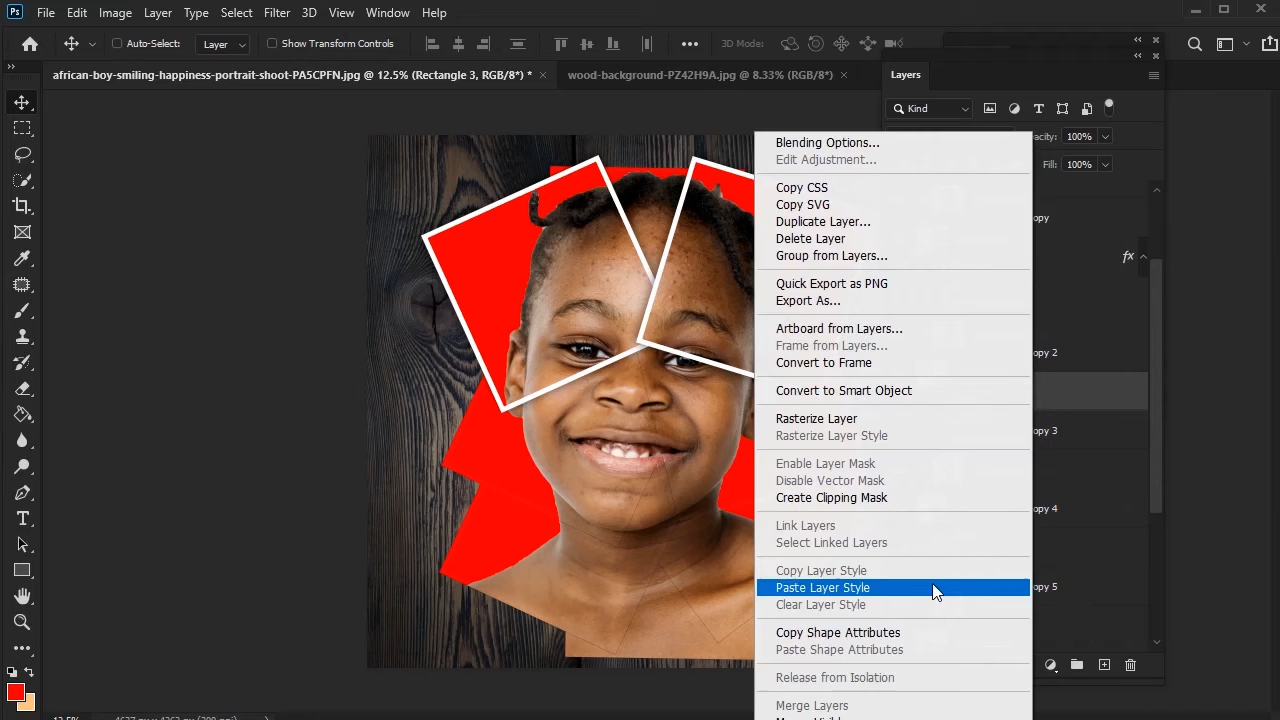 Ps File Edit Image Layer Type Select Filter 3D View Window Help
Auto-Select: Layer Show Transform Controls 3D Mode:
african-boy-smiling-happiness-portrait-shoot-PA5CPFN.jpg @ 12.5% (Rectangle 3, RGB/8*) *
wood-background-PZ42H9A.jpg @ 8.33% (RGB/8*)
Layers
Kind
acity: 100%
Fill: 100%
opy
fx
opy 2
opy 3
opy 4
opy 5
Blending Options...
Edit Adjustment...
Copy CSS
Copy SVG
Duplicate Layer...
Delete Layer
Group from Layers...
Quick Export as PNG
Export As...
Artboard from Layers...
Frame from Layers...
Convert to Frame
Convert to Smart Object
Rasterize Layer
Rasterize Layer Style
Enable Layer Mask
Disable Vector Mask
Create Clipping Mask
Link Layers
Select Linked Layers
Copy Layer Style
Paste Layer Style
Clear Layer Style
Copy Shape Attributes
Paste Shape Attributes
Release from Isolation
Merge Layers